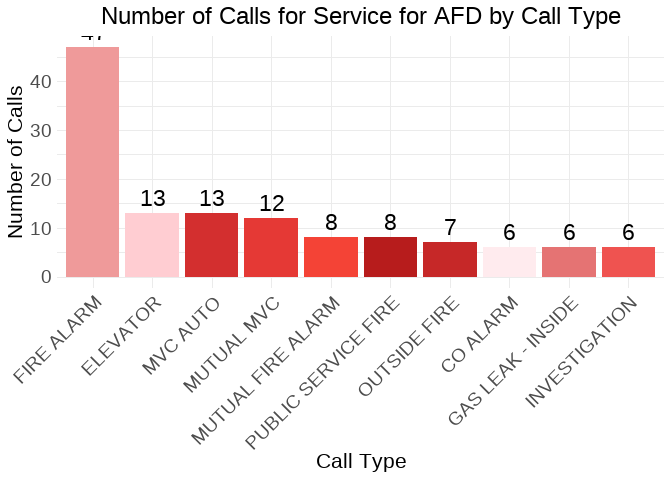 Number of Calls for Service for AFD by Call Type
Number of Calls
47
40
30
20
10
0
13
13
12
8
8
7
6
6
6
FIRE ALARM
ELEVATOR
MVC AUTO
MUTUAL MVC
MUTUAL FIRE ALARM
PUBLIC SERVICE FIRE
OUTSIDE FIRE
CO ALARM
GAS LEAK - INSIDE
INVESTIGATION
Call Type